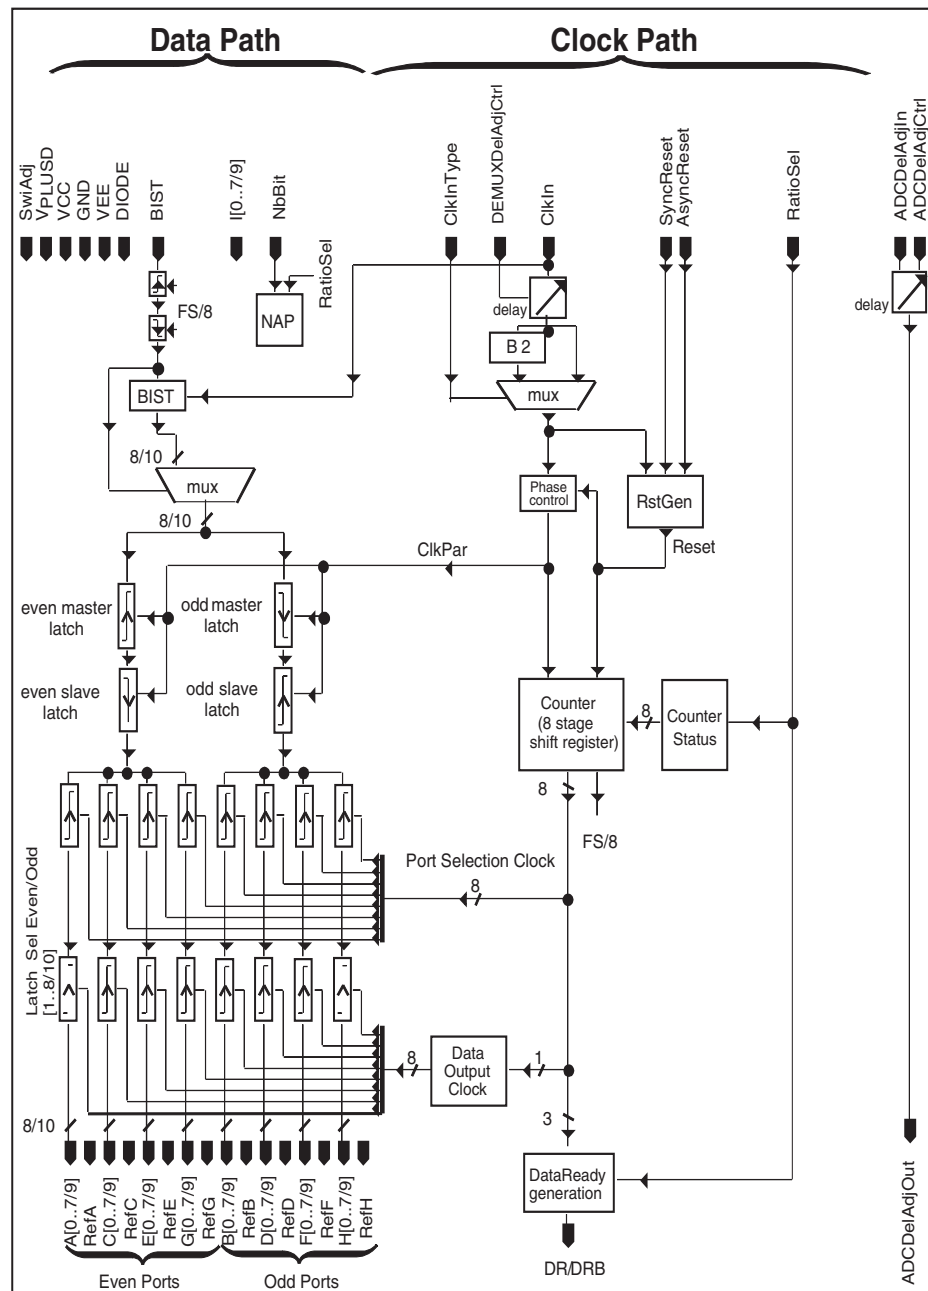 Data Path
Clock Path
SwiAdj
VPLUSD
VCC
GND
VEE
DIODE
BIST
I[0..7/9]
NbBit
ClkInType
DEMUXDelAdjCtrl
ClkIn
SyncReset
AsyncReset
RatioSel
ADCDelAdjIn
ADCDelAdjCtrl
RatioSel
FS/8
NAP
delay
delay
B 2
BIST
mux
8/10
mux
Phase
control
RstGen
8/10
Reset
ClkPar
even master
latch
odd master
latch
even slave
latch
odd slave
latch
Counter
(8 stage
shift register)
8
Counter
Status
8
FS/8
Port Selection Clock
8
Latch Sel Even/Odd
[1..8/10]
8
Data
Output
Clock
1
3
8/10
DataReady
generation
A[0..7/9]
RefA
C[0..7/9]
RefC
E[0..7/9]
RefE
G[0..7/9]
RefG
B[0..7/9]
RefB
D[0..7/9]
RefD
F[0..7/9]
RefF
H[0..7/9]
RefH
ADCDelAdjOut
DR/DRB
Even Ports
Odd Ports